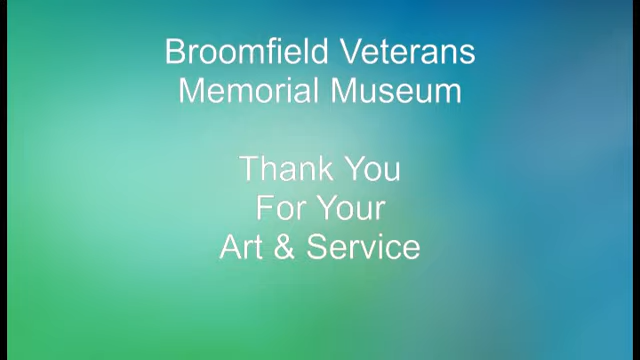 Broomfield Veterans
Memorial Museum
Thank You
For Your
Art & Service